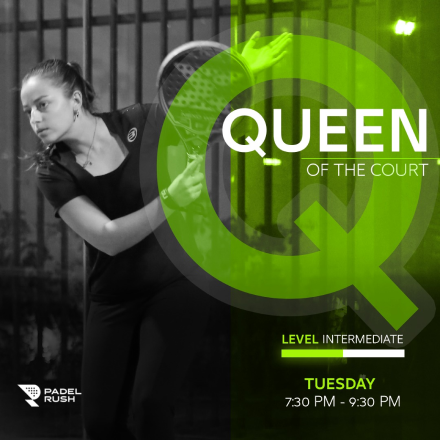 QUEEN
OF THE COURT
LEVEL INTERMEDIATE
TUESDAY
7:30 PM - 9:30 PM
PADEL
RUSH